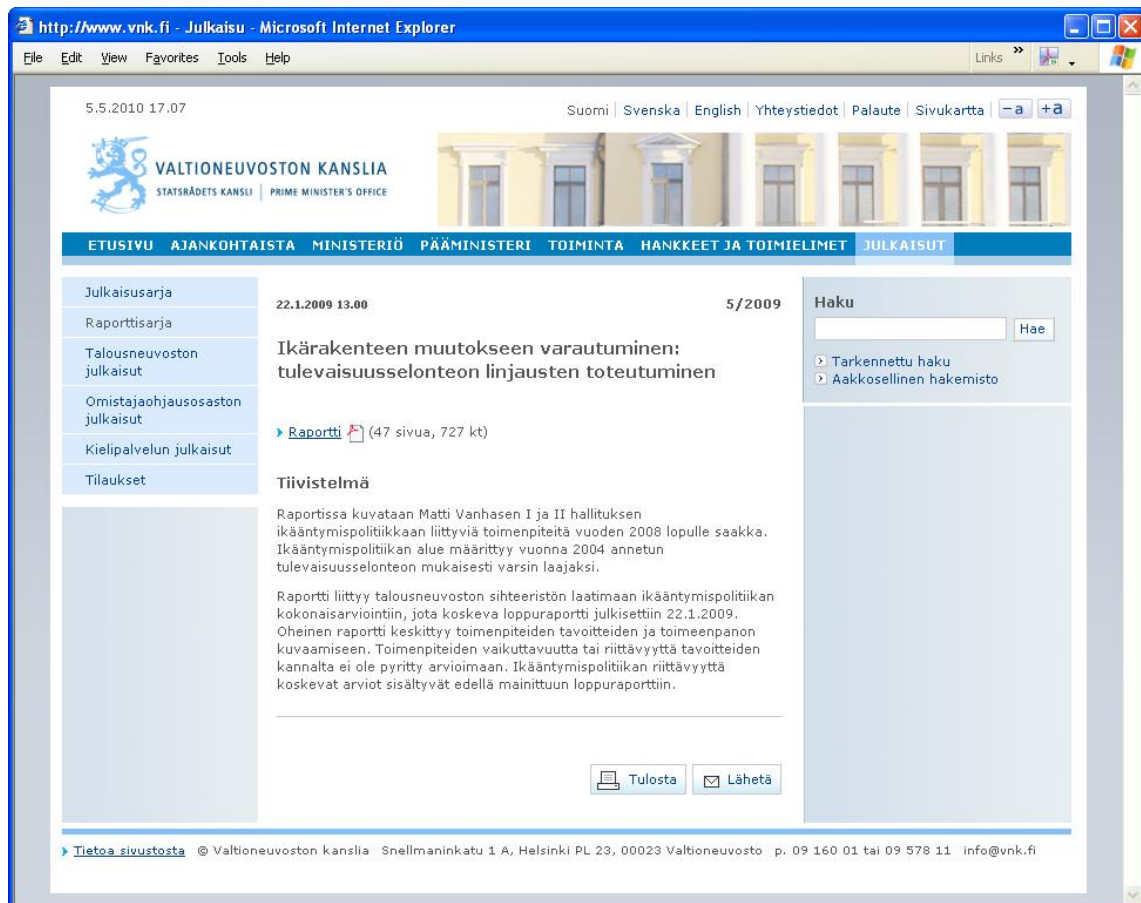 http://www.vnk.fi - Julkaisu - Microsoft Internet Explorer
File Edit View Favorites Tools Help Links »
5.5.2010 17.07
Suomi | Svenska | English | Yhteystiedot | Palaute | Sivukartta | -a +a
VALTIONEUVOSTON KANSLIA
STATSRÅDETS KANSLI | PRIME MINISTER'S OFFICE
ETUSIVU AJANKOHTAISTA MINISTERIÖ PÄÄMINISTERI TOIMINTA HANKKEET JA TOIMIELIMET JULKAISUT
Julkaisusarja
Raporttisarja
Talousneuvoston
julkaisut
Omistajaohjausosaston
julkaisut
Kielipalvelun julkaisut
Tilaukset
22.1.2009 13.00 5/2009
Ikärakenteen muutokseen varautuminen:
tulevaisuusselonteon linjausten toteutuminen
Raportti (47 sivua, 727 kt)
Tiivistelmä
Raportissa kuvataan Matti Vanhasen I ja II hallituksen
ikääntymispolitiikkaan liittyviä toimenpiteitä vuoden 2008 lopulle saakka.
Ikääntymispolitiikan alue määrittyy vuonna 2004 annetun
tulevaisuusselonteon mukaisesti varsin laajaksi.
Raportti liittyy talousneuvoston sihteeristön laatimaan ikääntymispolitiikan
kokonaisarviointiin, jota koskeva loppuraportti julkisettiin 22.1.2009.
Oheinen raportti keskittyy toimenpiteiden tavoitteiden ja toimeenpanon
kuvaamiseen. Toimenpiteiden vaikuttavuutta tai riittävyyttä tavoitteiden
kannalta ei ole pyritty arvioimaan. Ikääntymispolitiikan riittävyyttä
koskevat arviot sisältyvät edellä mainittuun loppuraporttiin.
Tulosta Lähetä
Haku
Hae
Tarkennettu haku
Aakkosellinen hakemisto
Tietoa sivustosta © Valtioneuvoston kanslia Snellmaninkatu 1 A, Helsinki PL 23, 00023 Valtioneuvosto p. 09 160 01 tai 09 578 11 info@vnk.fi